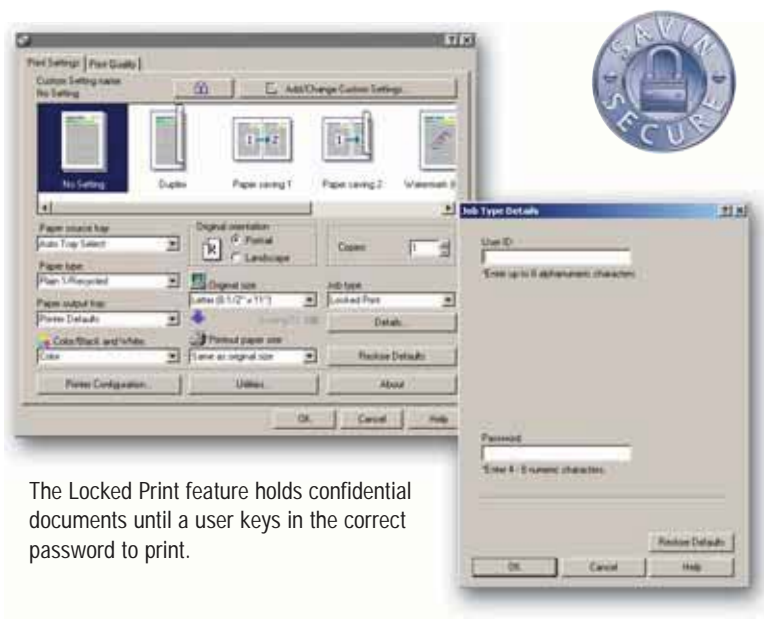 Print Settings Print Quality
Custom Setting name:
No Setting
Add/Change Custom Settings...
1 2
1
No Setting Duplex Paper saving 1 Paper saving 2 Watermark
Paper source tray:
Auto Tray Select
Paper type:
Plain 1/Recycled
Paper output tray:
Printer Defaults
Color/Black and White:
Color
Original orientation:
R
Portrait
Landscape
Original size:
Letter (8 1/2" x 11")
Printout paper size:
Same as original size
Copies: 1
Job type:
Locked Print
Details...
Restore Defaults
Printer Configuration... Utilities... About
OK Cancel Help
SAVIN
SECURE
Job Type Details
User ID:
*Enter up to 8 alphanumeric characters.
Password:
*Enter 4 - 8 numeric characters.
Restore Defaults
OK Cancel Help
The Locked Print feature holds confidential
documents until a user keys in the correct
password to print.